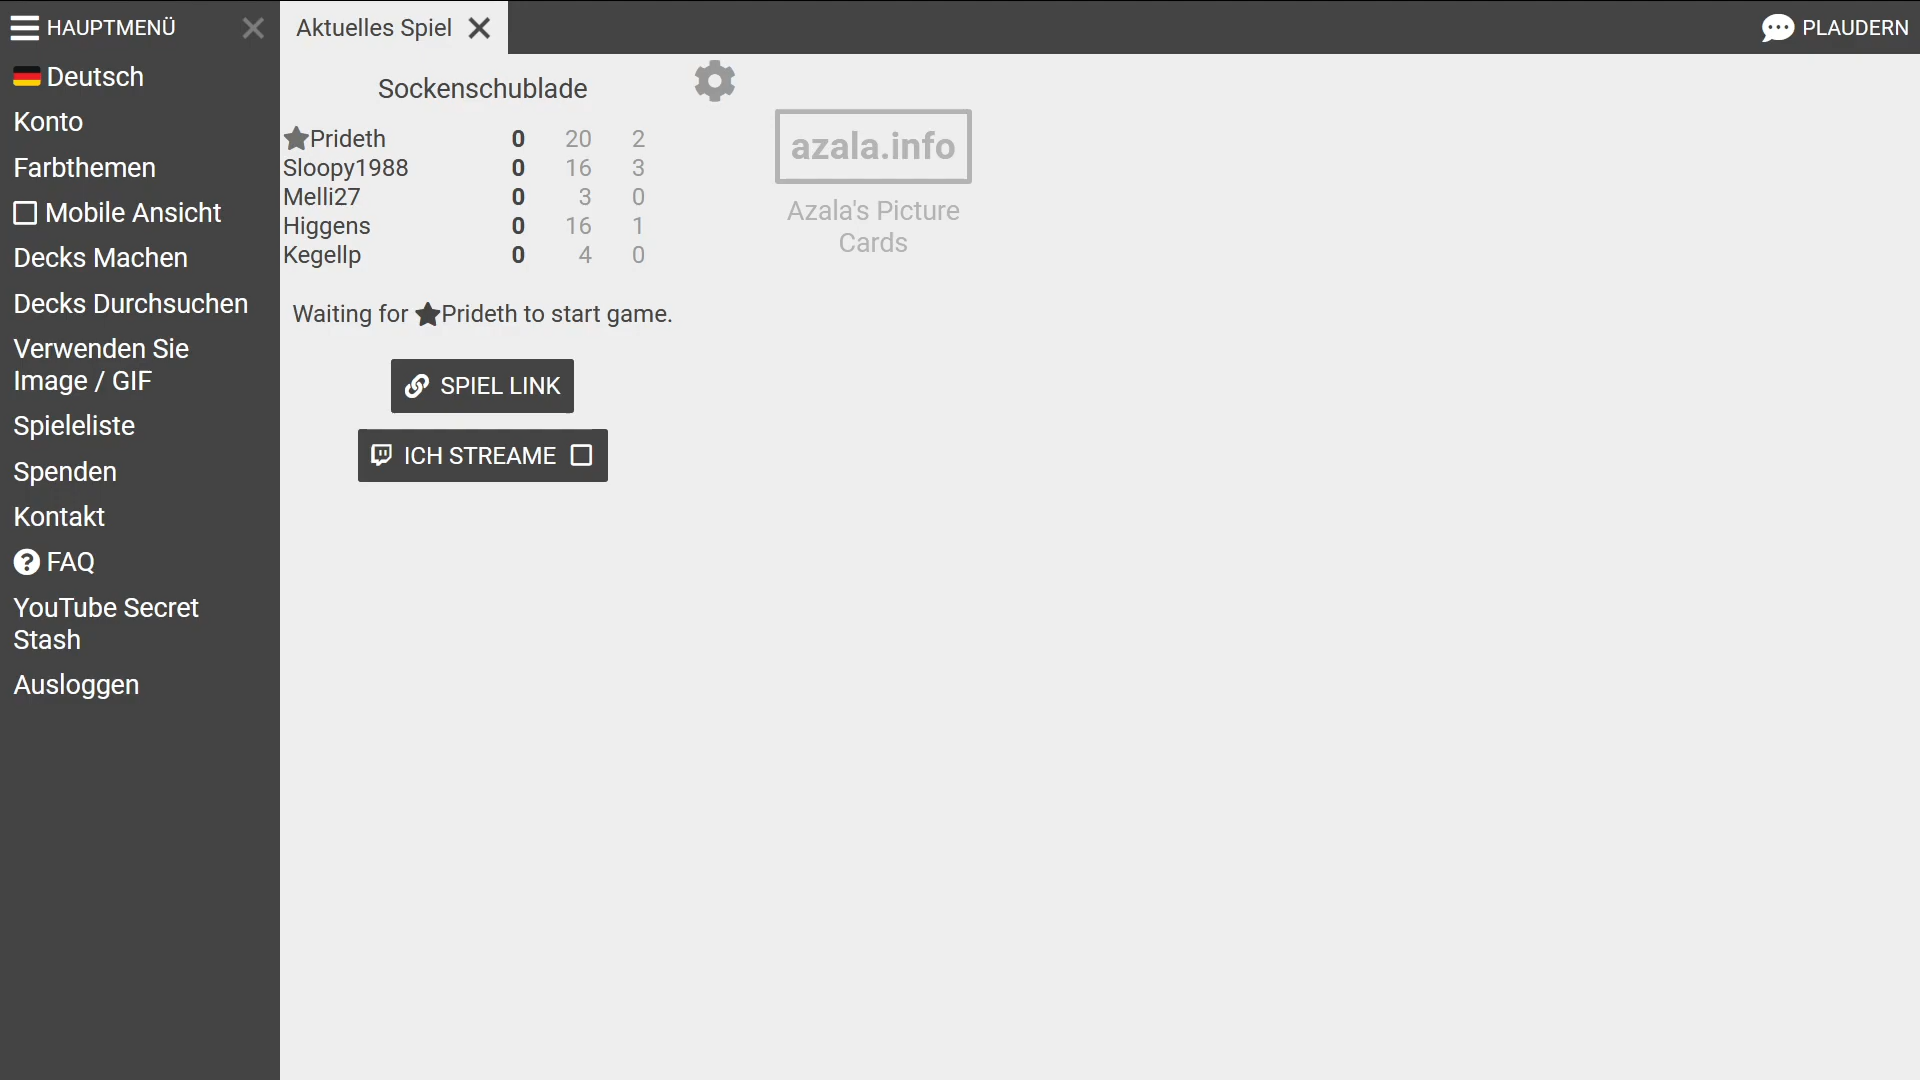 HAUPTMENÜ
Deutsch
Konto
Farbthemen
Mobile Ansicht
Decks Machen
Decks Durchsuchen
Verwenden Sie
Image / GIF
Spieleliste
Spenden
Kontakt
FAQ
YouTube Secret
Stash
Ausloggen
Aktuelles Spiel
PLAUDERN
Sockenschublade
Prideth 0 20 2
Sloopy1988 0 16 3
Melli27 0 3 0
Higgens 0 16 1
Kegellp 0 4 0
Waiting for Prideth to start game.
SPIEL LINK
ICH STREAME
azala.info
Azala's Picture
Cards